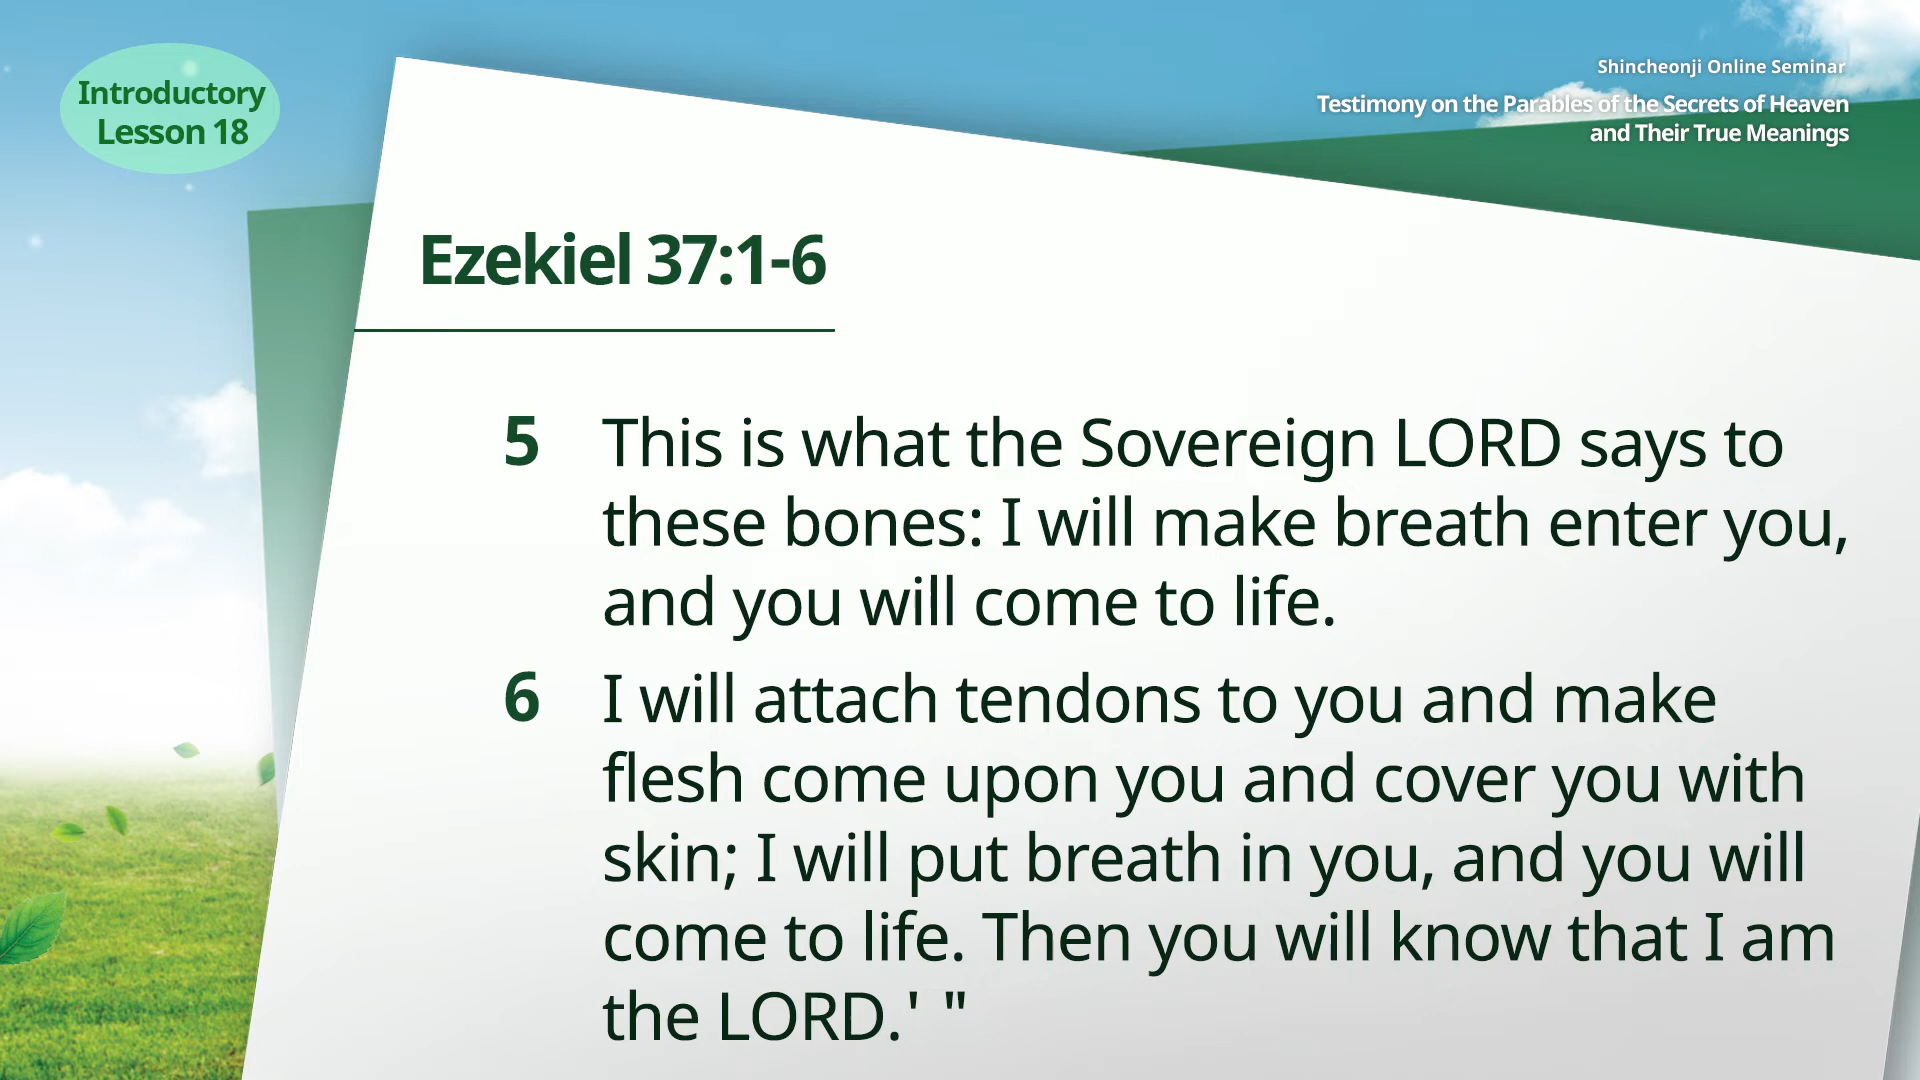 Introductory
Lesson 18
Shincheonji Online Seminar
Testimony on the Parables of the Secrets of Heaven
and Their True Meanings
Ezekiel 37:1-6
5 This is what the Sovereign LORD says to
these bones: I will make breath enter you,
and you will come to life.
6 I will attach tendons to you and make
flesh come upon you and cover you with
skin; I will put breath in you, and you will
come to life. Then you will know that I am
the LORD.' "